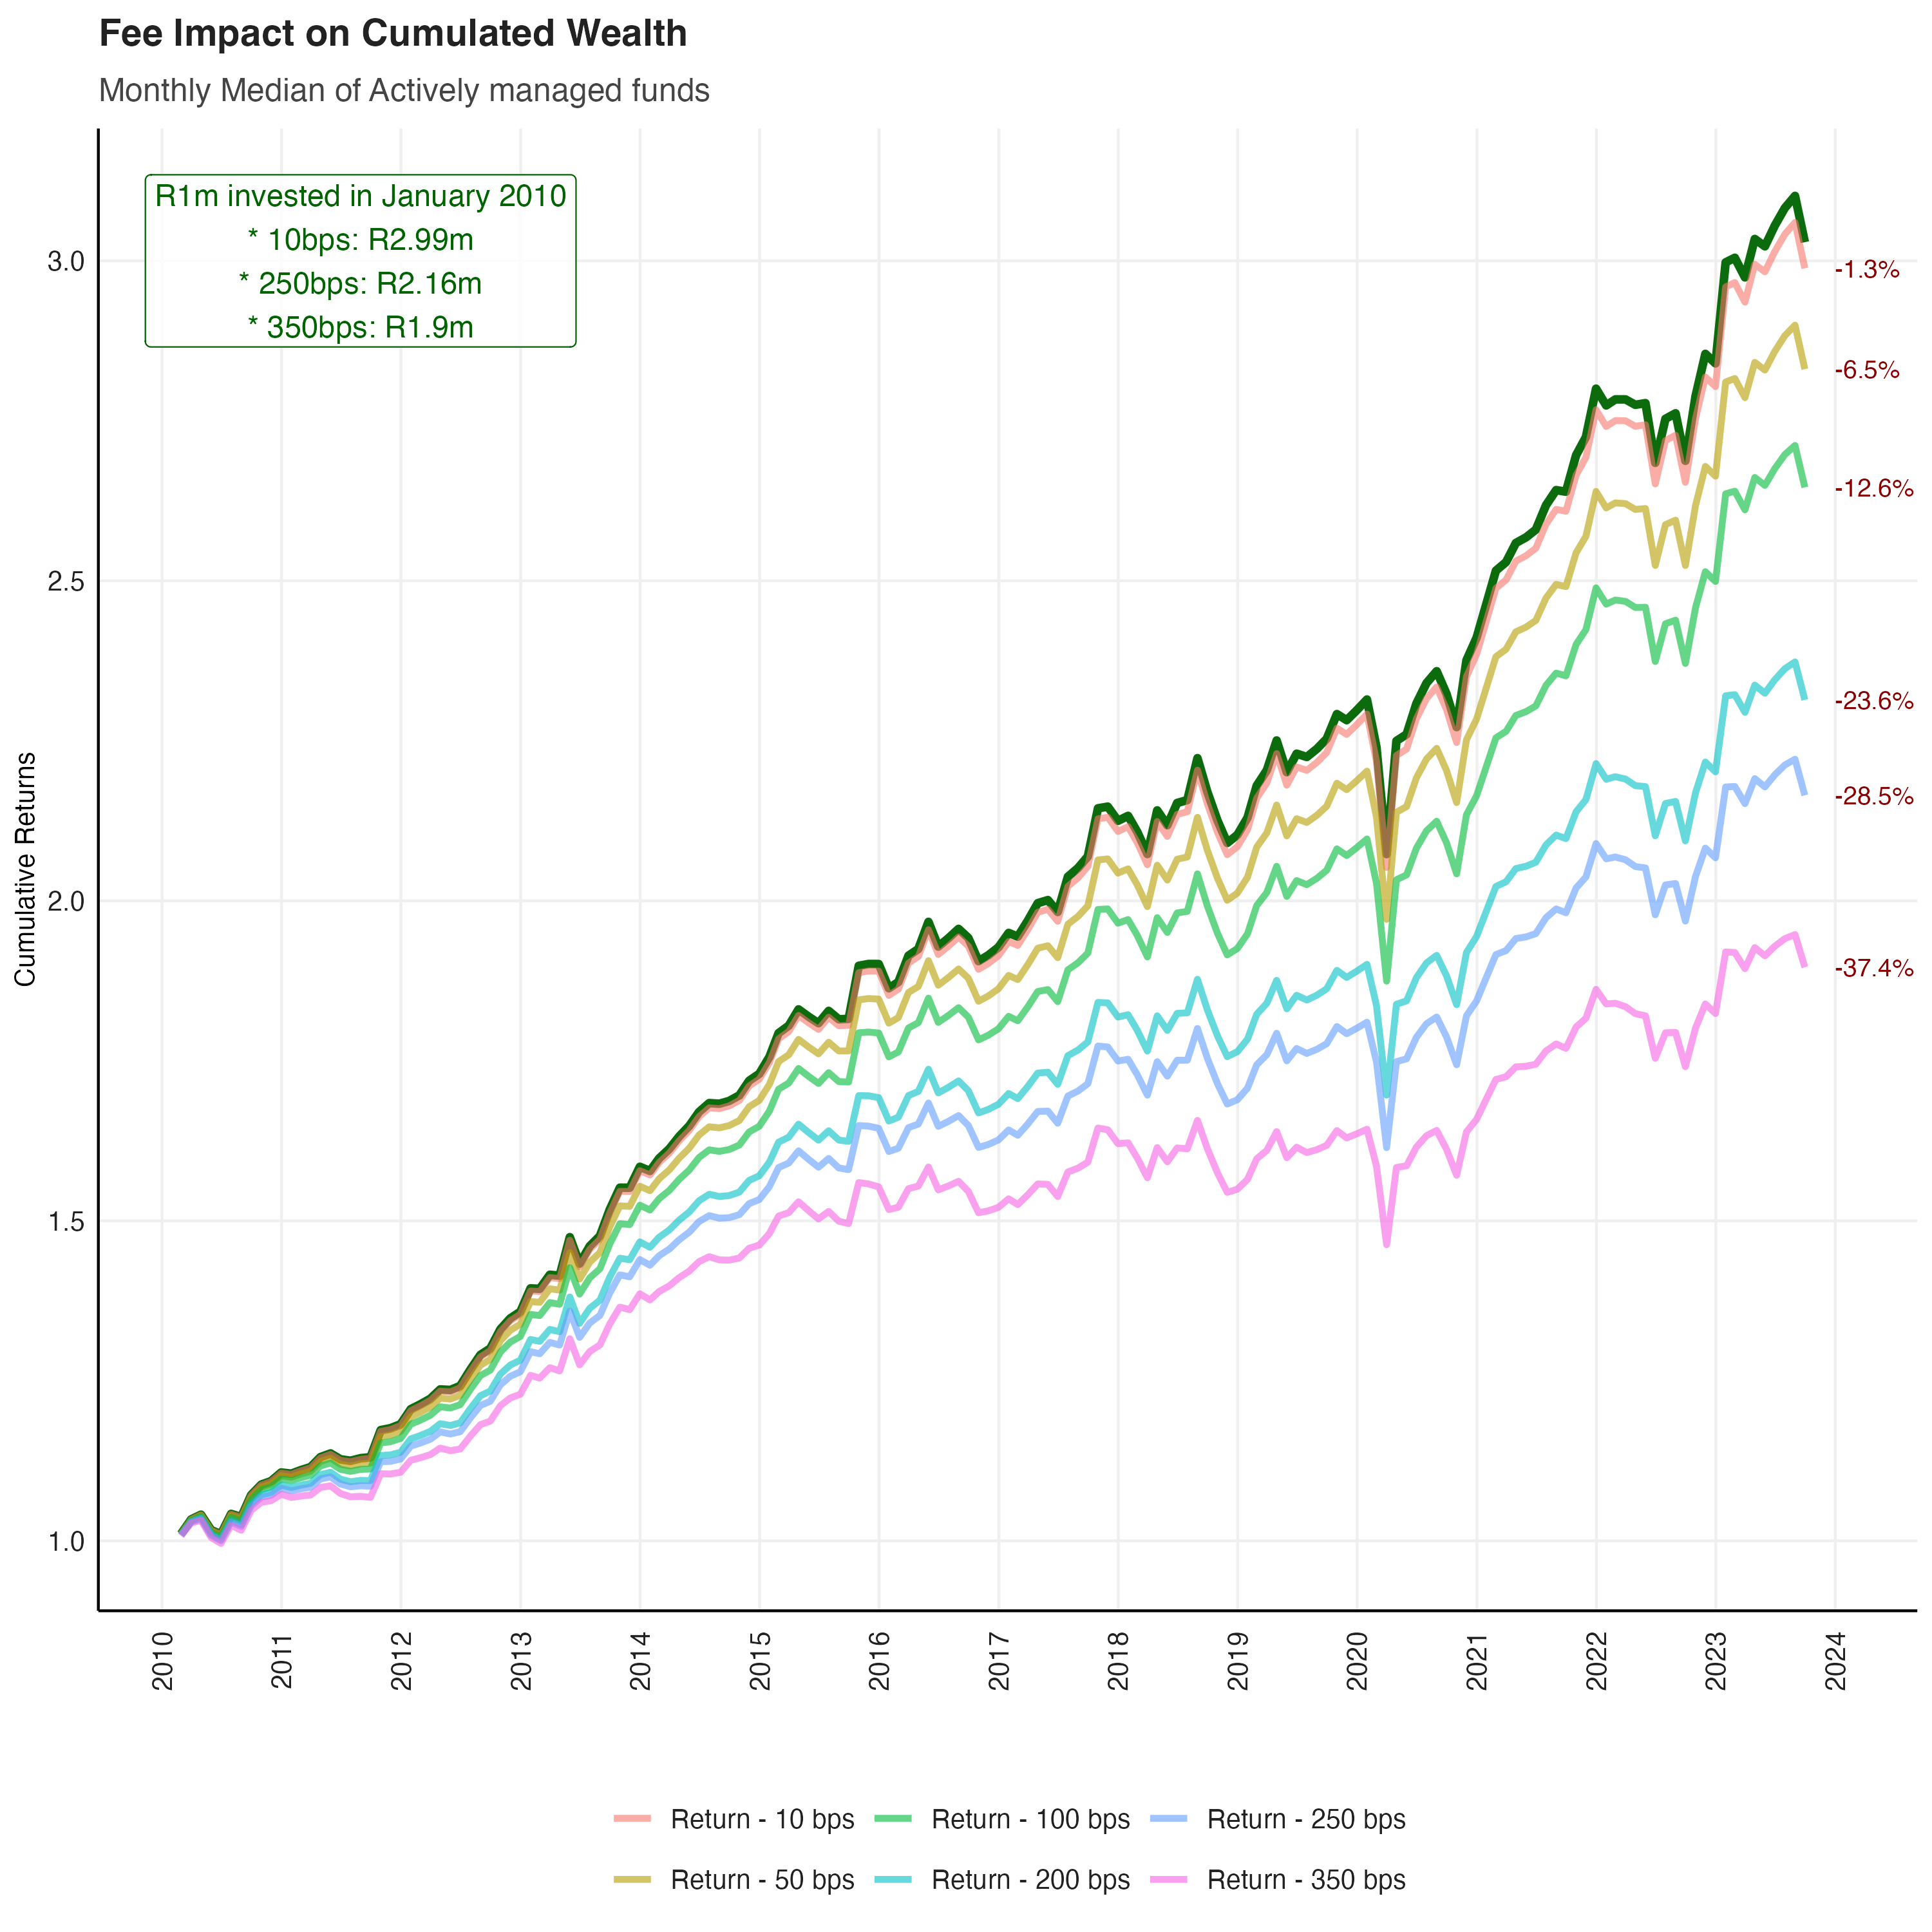 Fee Impact on Cumulated Wealth
Monthly Median of Actively managed funds
R1m invested in January 2010
* 10bps: R2.99m
* 250bps: R2.16m
* 350bps: R1.9m
Cumulative Returns
3.0
2.5
2.0
1.5
1.0
-1.3%
-6.5%
-12.6%
-23.6%
-28.5%
-37.4%
2010
2011
2012
2013
2014
2015
2016
2017
2018
2019
2020
2021
2022
2023
2024
Return - 10 bps
Return - 100 bps
Return - 250 bps
Return - 50 bps
Return - 200 bps
Return - 350 bps